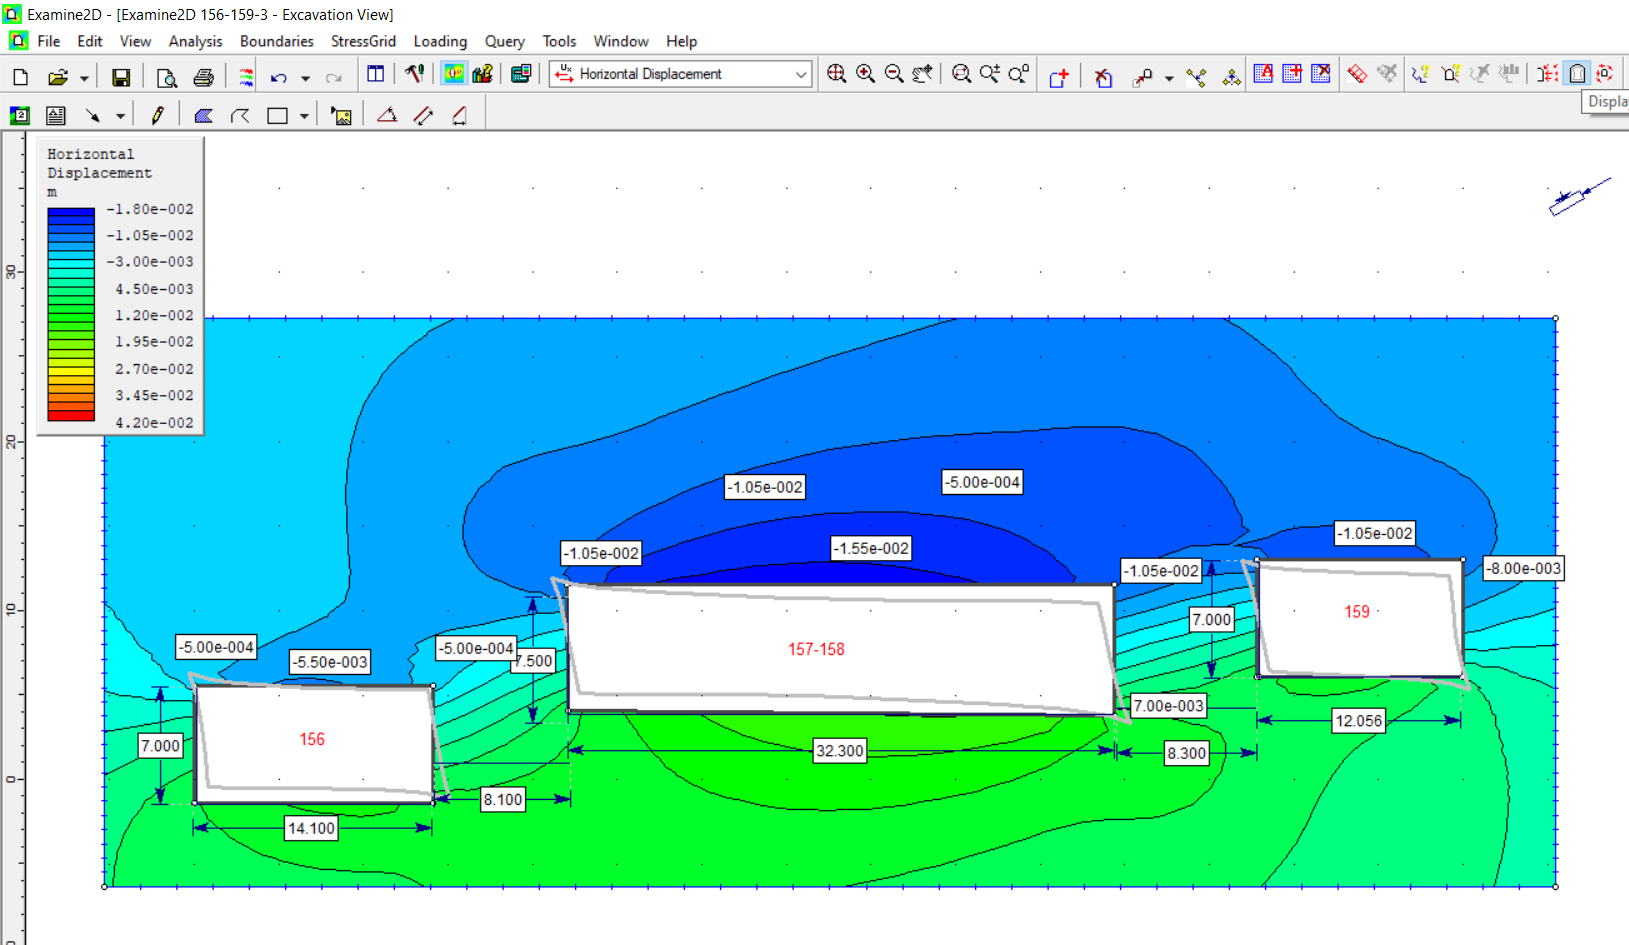 Examine2D - [Examine2D 156-159-3 - Excavation View]
File Edit View Analysis Boundaries StressGrid Loading Query Tools Window Help
Horizontal Displacement
Displa
Horizontal
Displacement
m
-1.80e-002
-1.05e-002
-3.00e-003
4.50e-003
1.20e-002
1.95e-002
2.70e-002
3.45e-002
4.20e-002
30
20
10
0
-1.05e-002
-5.00e-004
-1.05e-002
-1.55e-002
-1.05e-002
-1.05e-002
-8.00e-003
7.000
159
-5.00e-004
-5.50e-003
-5.00e-004
7.500
157-158
7.00e-003
12.056
156
7.000
32.300
8.300
8.100
14.100